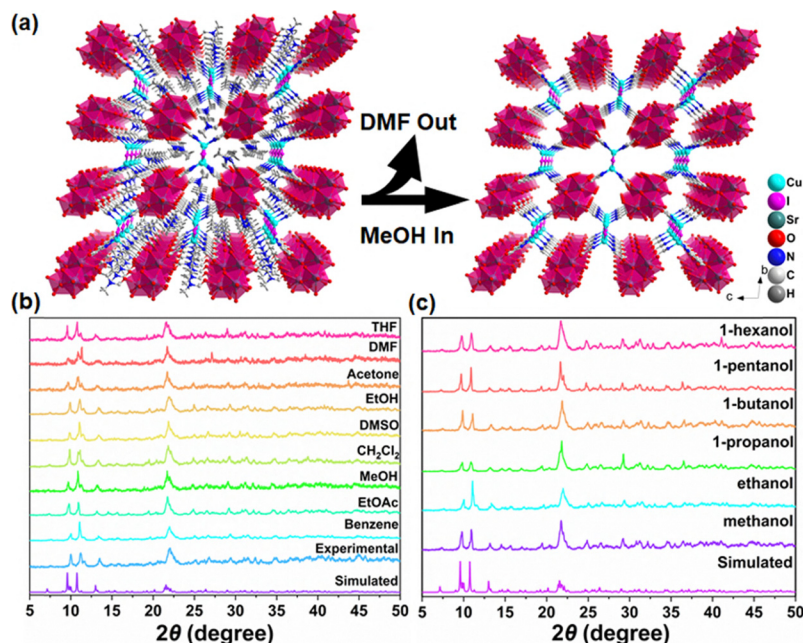 (a)
DMF Out
MeOH In
Cu
I
Sr
O
N
C
H
b
c
(b)
THF
DMF
Acetone
EtOH
DMSO
CH₂Cl₂
MeOH
EtOAc
Benzene
Experimental
Simulated
5 10 15 20 25 30 35 40 45 50
2θ (degree)
(c)
1-hexanol
1-pentanol
1-butanol
1-propanol
ethanol
methanol
Simulated
5 10 15 20 25 30 35 40 45 50
2θ (degree)